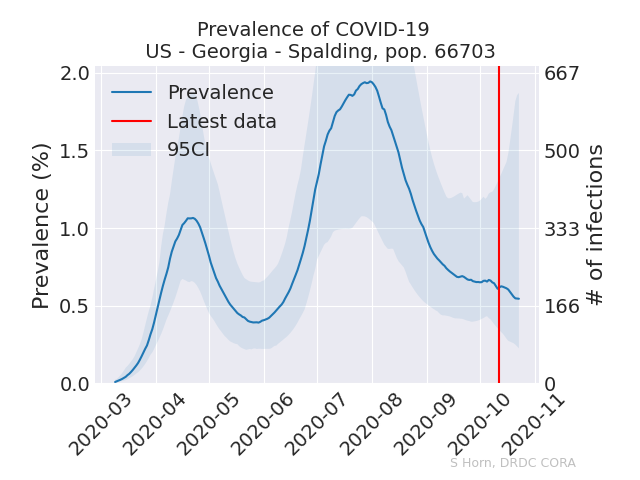 Prevalence of COVID-19
US - Georgia - Spalding, pop. 66703
Prevalence
Latest data
95CI
Prevalence (%)
2.0
1.5
1.0
0.5
0.0
667
500
333
166
0
# of infections
2020-03
2020-04
2020-05
2020-06
2020-07
2020-08
2020-09
2020-10
2020-11
S Horn, DRDC CORA